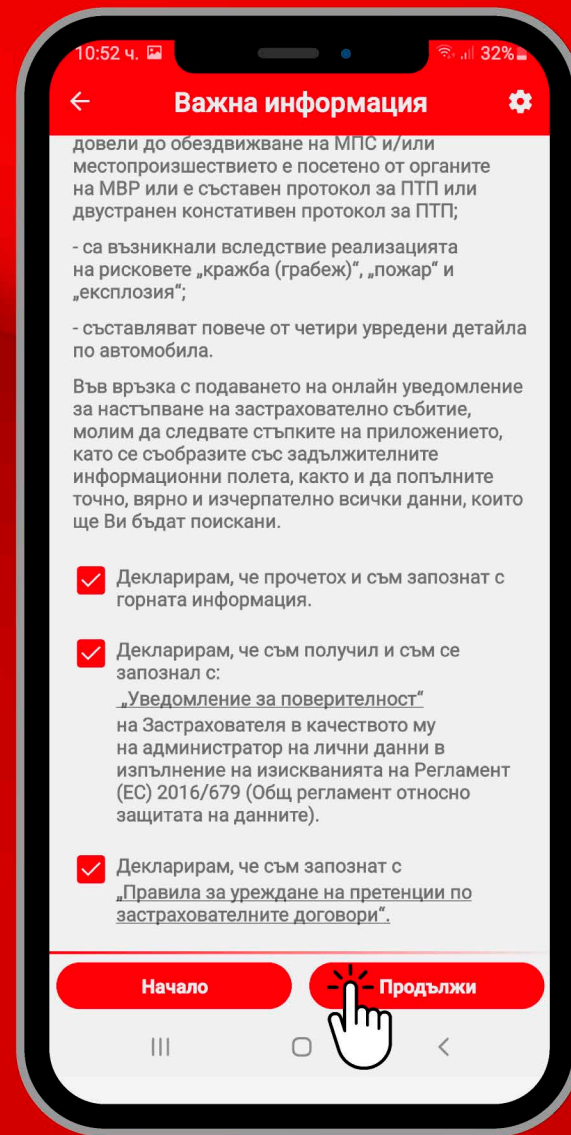 10:52 ч. 32%
Важна информация
довели до обездвижване на МПС и/или
местопроизшествието е посетено от органите
на МВР или е съставен протокол за ПТП или
двустранен констативен протокол за ПТП;
- са възникнали вследствие реализацията
на рисковете „кражба (грабеж)“, „пожар“ и
„експлозия“;
- съставляват повече от четири увредени детайла
по автомобила.
Във връзка с подаването на онлайн уведомление
за настъпване на застрахователно събитие,
молим да следвате стъпките на приложението,
като се съобразите със задължителните
информационни полета, както и да попълните
точно, вярно и изчерпателно всички данни, които
ще Ви бъдат поискани.
Декларирам, че прочетох и съм запознат с
горната информация.
Декларирам, че съм получил и съм се
запознал с:
„Уведомление за поверителност“
на Застрахователя в качеството му
на администратор на лични данни в
изпълнение на изискванията на Регламент
(ЕС) 2016/679 (Общ регламент относно
защитата на данните).
Декларирам, че съм запознат с
„Правила за уреждане на претенции по
застрахователните договори“.
Начало Продължи